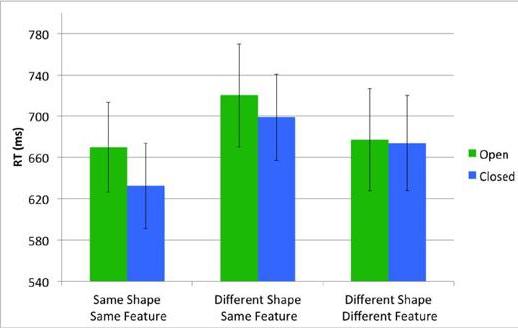 780
740
700
660
620
580
540
RT (ms)
Open
Closed
Same Shape
Same Feature
Different Shape
Same Feature
Different Shape
Different Feature